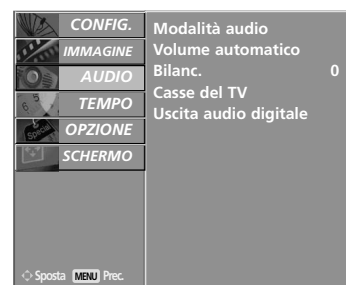 CONFIG.
IMMAGINE
AUDIO
TEMPO
OPZIONE
SCHERMO
Modalità audio
Volume automatico
Bilanc. 0
Casse del TV
Uscita audio digitale
Sposta MENU Prec.